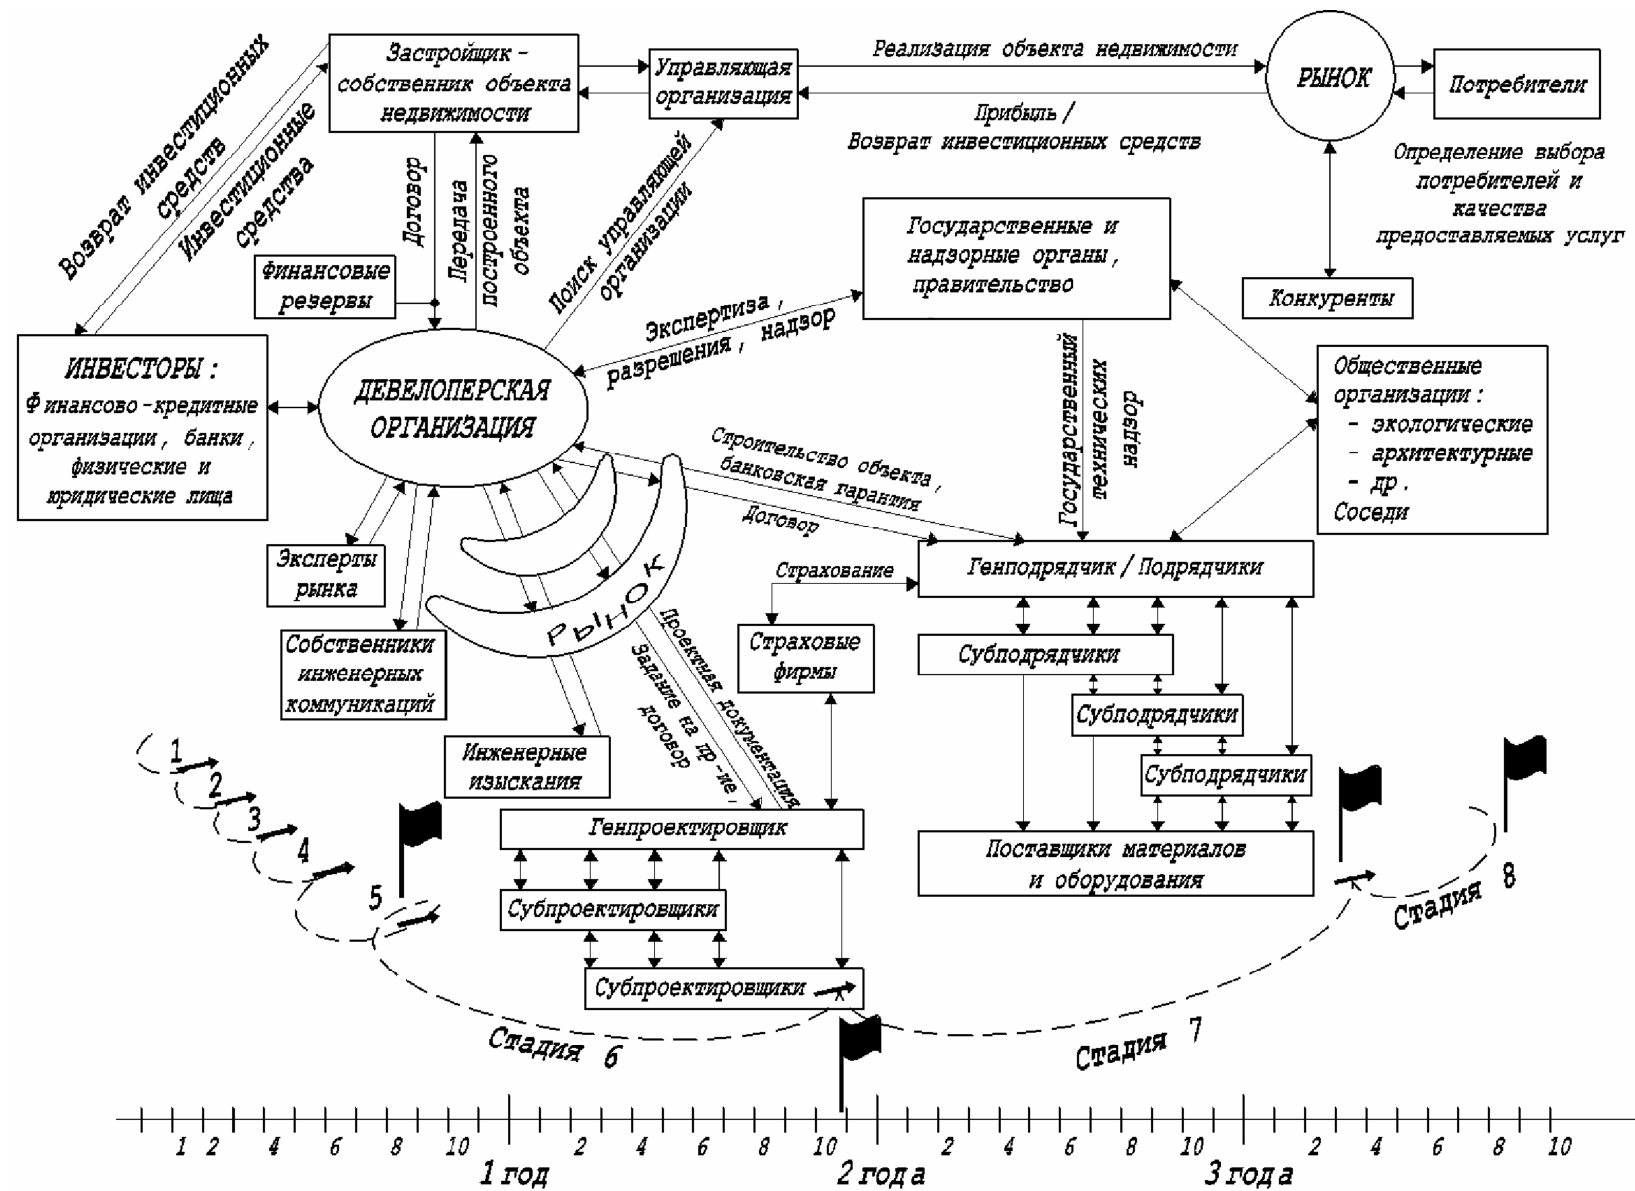 Застройщик -
собственник объекта
недвижимости
Управляющая
организация
Реализация объекта недвижимости
Прибыль /
Возврат инвестиционных средств
РЫНОК
Потребители
Определение выбора
потребителей и
качества
предоставляемых услуг
Конкуренты
Возврат инвестиционных
средств
Инвестиционные
средства
Договор
Передача
построенного
объекта
Поиск управляющей
организации
Финансовые
резервы
Государственные и
надзорные органы,
правительство
Экспертиза,
разрешения, надзор
Государственный
технических
надзор
ИНВЕСТОРЫ:
Финансово-кредитные
организации, банки,
физические и
юридические лица
ДЕВЕЛОПЕРСКАЯ
ОРГАНИЗАЦИЯ
Общественные
организации:
- экологические
- архитектурные
- др.
Соседи
Строительство объекта,
банковская гарантия
Договор
Эксперты
рынка
Собственники
инженерных
коммуникаций
РЫНОК
Инженерные
изыскания
Задание на пр-ие,
договор
Проектная документация
Страхование
Страховые
фирмы
Генподрядчик / Подрядчики
Субподрядчики
Субподрядчики
Субподрядчики
Поставщики материалов
и оборудования
Генпроектировщик
Субпроектировщики
Субпроектировщики
1
2
3
4
5
Стадия 6
Стадия 7
Стадия 8
1 2 4 6 8 10 2 4 6 8 10 2 4 6 8 10 2 4 6 8 10
1 год 2 года 3 года